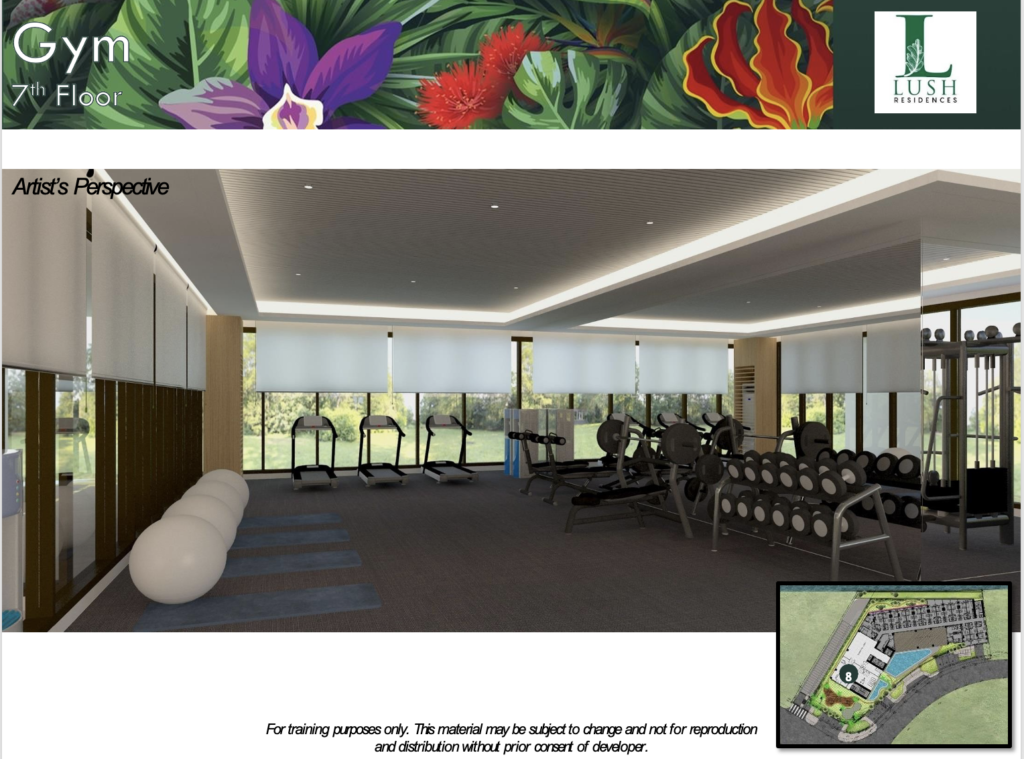 Gym
7th Floor
L
LUSH
RESIDENCES
Artist's Perspective
8
For training purposes only. This material may be subject to change and not for reproduction
and distribution without prior consent of developer.